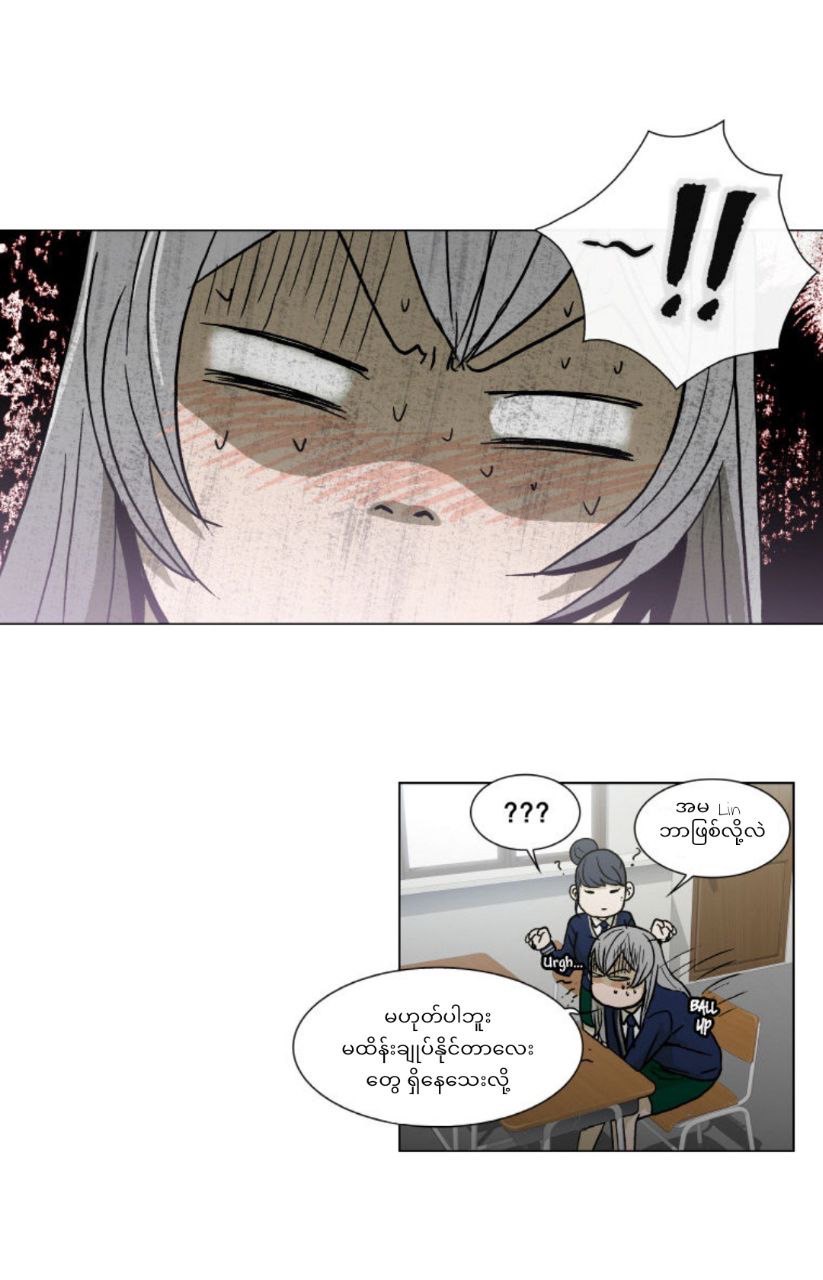 ~!!
???
အမ Lin
ဘာဖြစ်လို့လဲ
Urgh...
BALL
UP
မဟုတ်ပါဘူး
မထိန်းချုပ်နိုင်တာလေး
တွေ ရှိနေသေးလို့